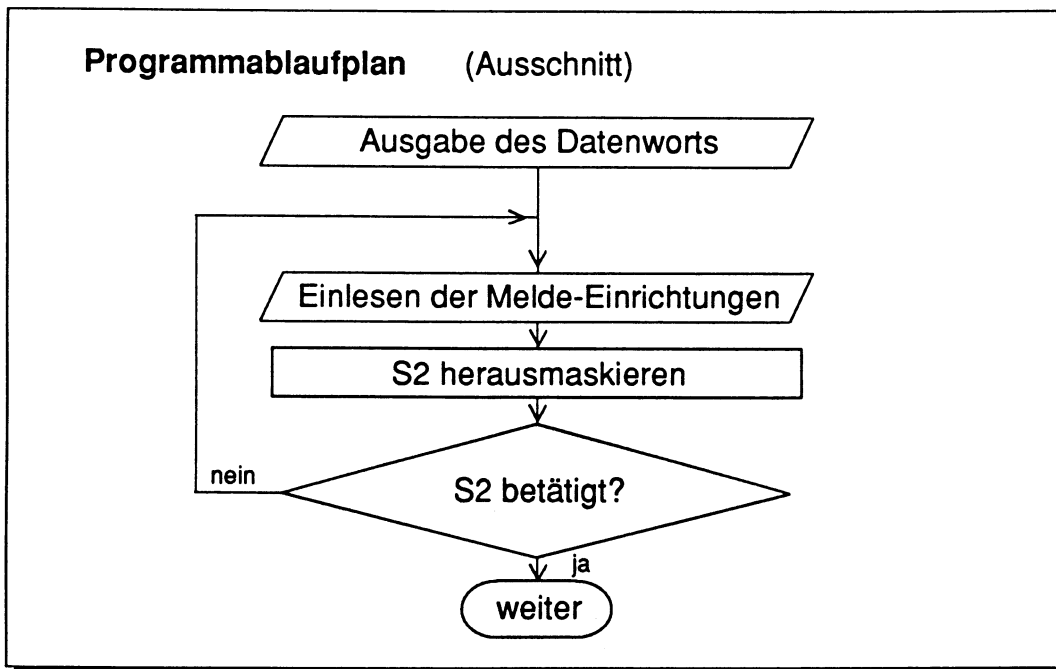 Programmablaufplan (Ausschnitt)
Ausgabe des Datenworts
Einlesen der Melde-Einrichtungen
S2 herausmaskieren
S2 betätigt?
nein
ja
weiter